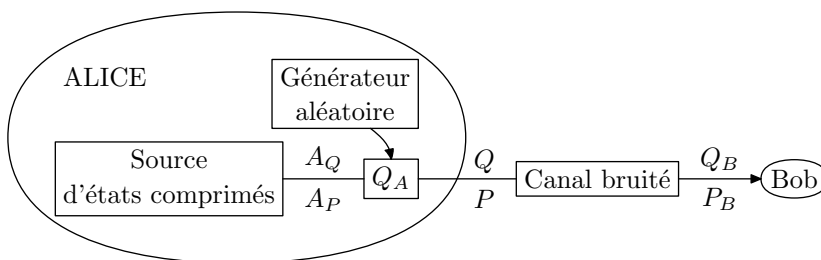 ALICE
Générateur
aléatoire
Source
d'états comprimés
A_Q
A_P
Q_A
Q
P
Canal bruité
Q_B
P_B
Bob